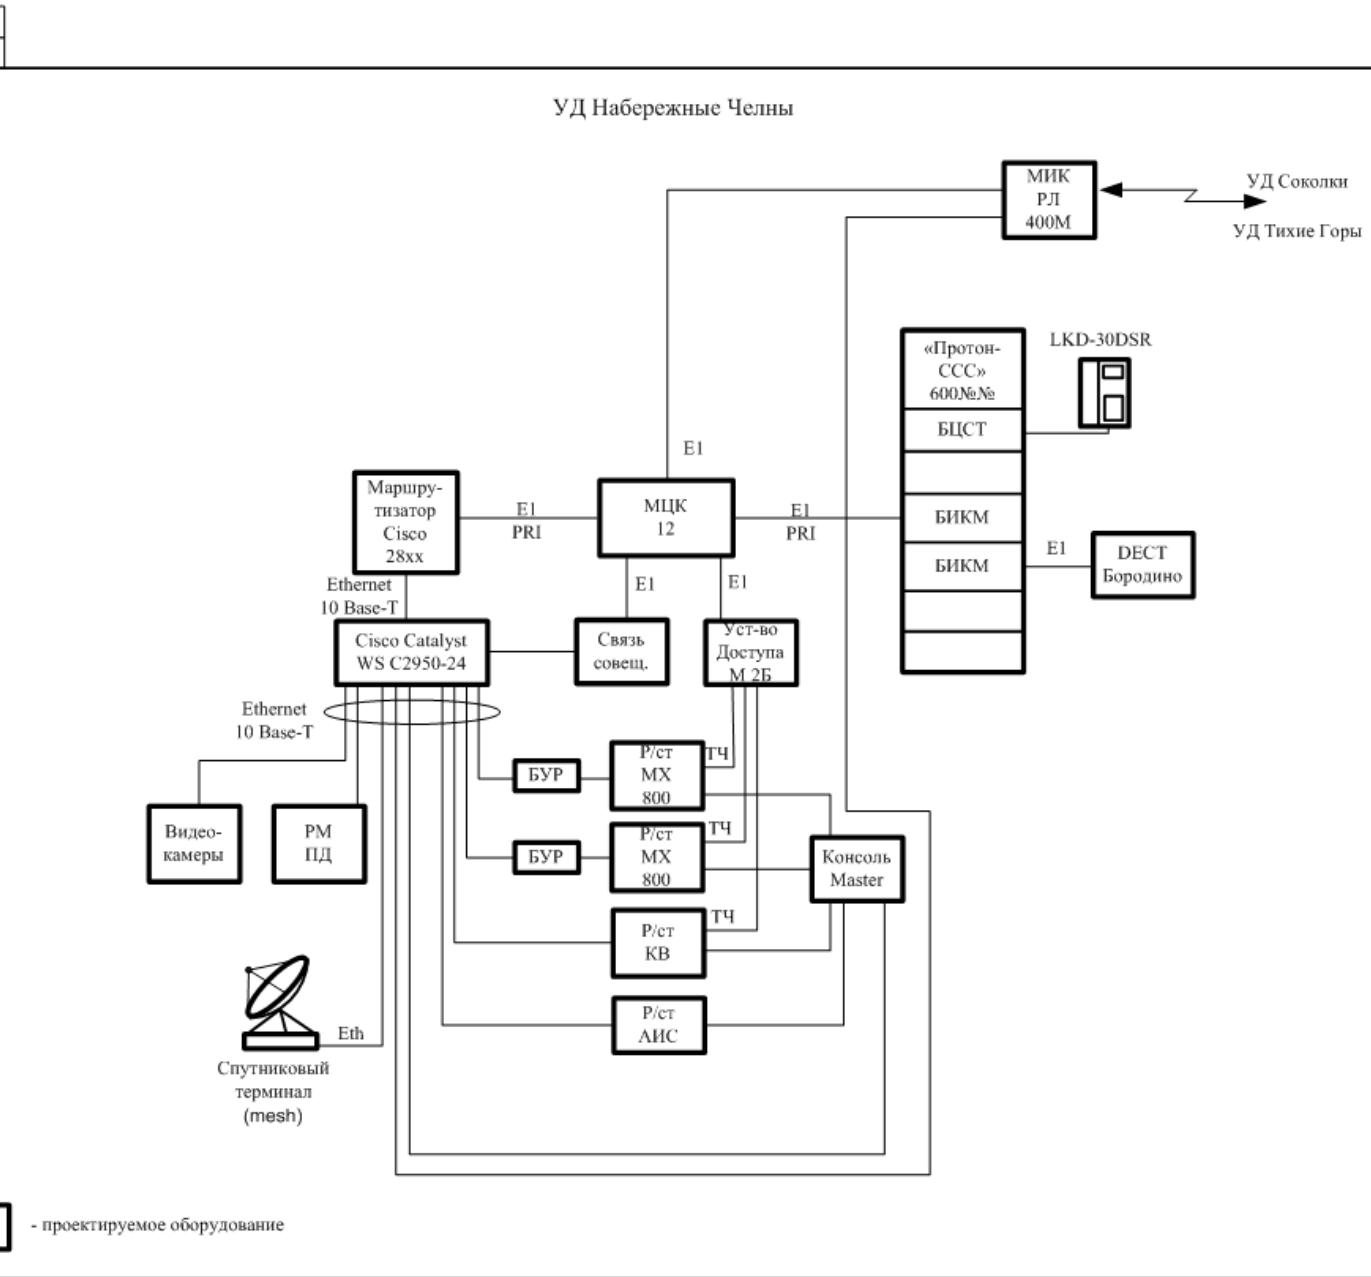 УД Набережные Челны
МИК
РЛ
400М
УД Соколки
УД Тихие Горы
«Протон-
ССС»
600№№
БЦСТ
БИКМ
БИКМ
LKD-30DSR
E1
DECT
Бородино
E1
Маршру-
тизатор
Cisco
28xx
E1
PRI
МЦК
12
E1
PRI
Ethernet
10 Base-T
E1
E1
Cisco Catalyst
WS C2950-24
Связь
совещ.
Уст-во
Доступа
М 2Б
Ethernet
10 Base-T
БУР
Р/ст
МХ
800
ТЧ
БУР
Р/ст
МХ
800
ТЧ
Видео-
камеры
РМ
ПД
Консоль
Master
Р/ст
КВ
ТЧ
Р/ст
АИС
Eth
Спутниковый
терминал
(mesh)
- проектируемое оборудование